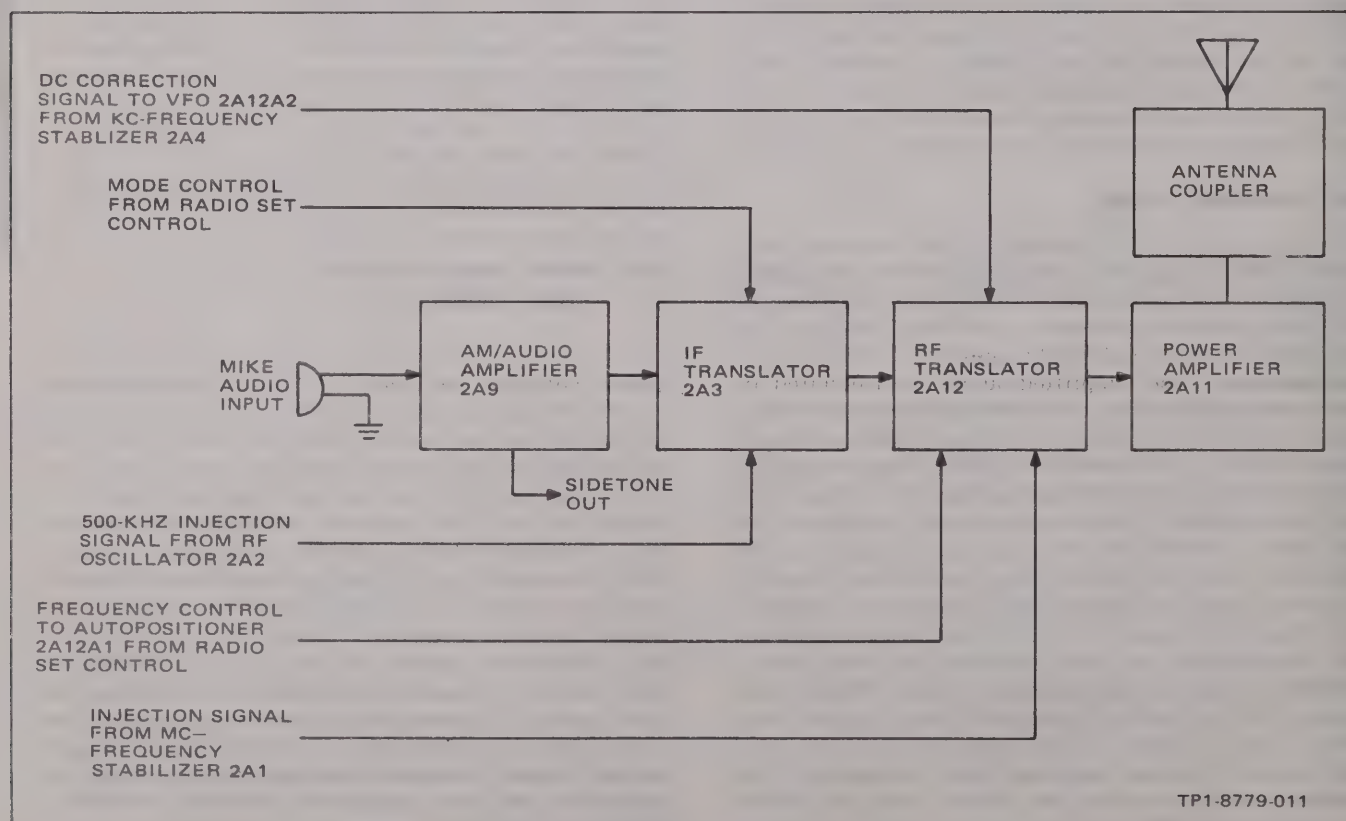 DC CORRECTION
SIGNAL TO VFO 2A12A2
FROM KC-FREQUENCY
STABLIZER 2A4
MODE CONTROL
FROM RADIO SET
CONTROL
ANTENNA
COUPLER
MIKE
AUDIO
INPUT
AM/AUDIO
AMPLIFIER
2A9
IF
TRANSLATOR
2A3
RF
TRANSLATOR
2A12
POWER
AMPLIFIER
2A11
SIDETONE
OUT
500-KHZ INJECTION
SIGNAL FROM RF
OSCILLATOR 2A2
FREQUENCY CONTROL
TO AUTOPOSITIONER
2A12A1 FROM RADIO
SET CONTROL
INJECTION SIGNAL
FROM MC–
FREQUENCY
STABILIZER 2A1
TP1-8779-011